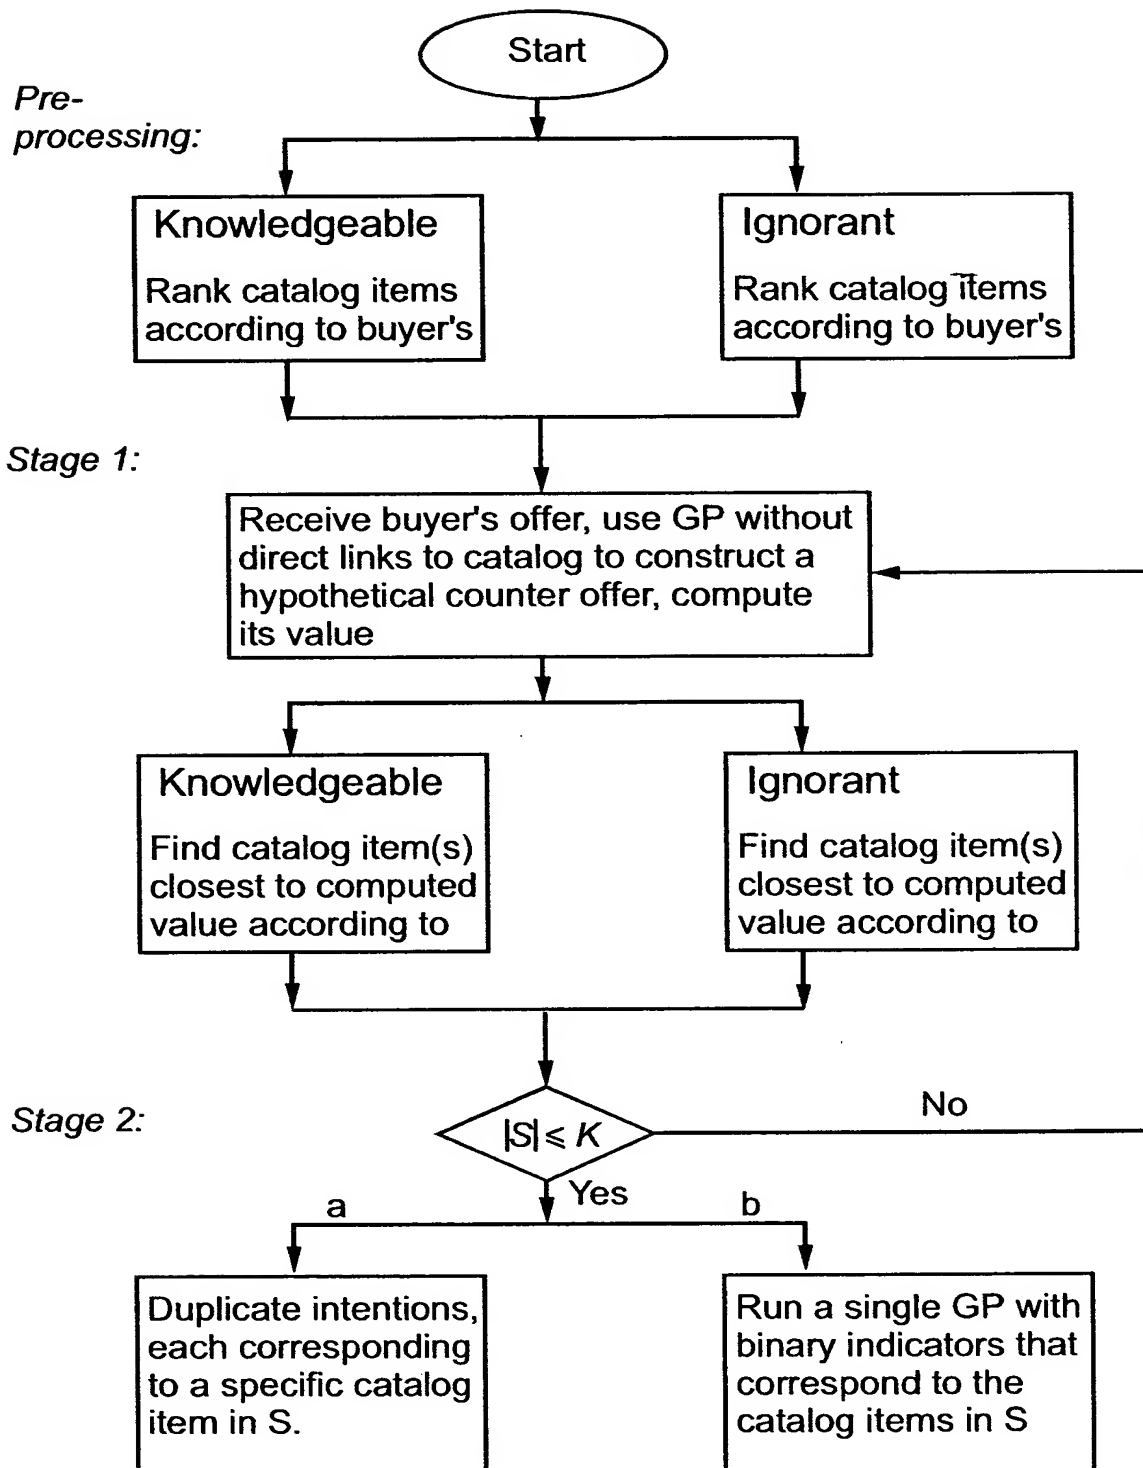 Start
Pre-
processing:
Knowledgeable
Rank catalog items
according to buyer's
Ignorant
Rank catalog items
according to buyer's
Stage 1:
Receive buyer's offer, use GP without
direct links to catalog to construct a
hypothetical counter offer, compute
its value
Knowledgeable
Find catalog item(s)
closest to computed
value according to
Ignorant
Find catalog item(s)
closest to computed
value according to
Stage 2:
|S| ⩽ K
No
Yes
a
b
Duplicate intentions,
each corresponding
to a specific catalog
item in S.
Run a single GP with
binary indicators that
correspond to the
catalog items in S